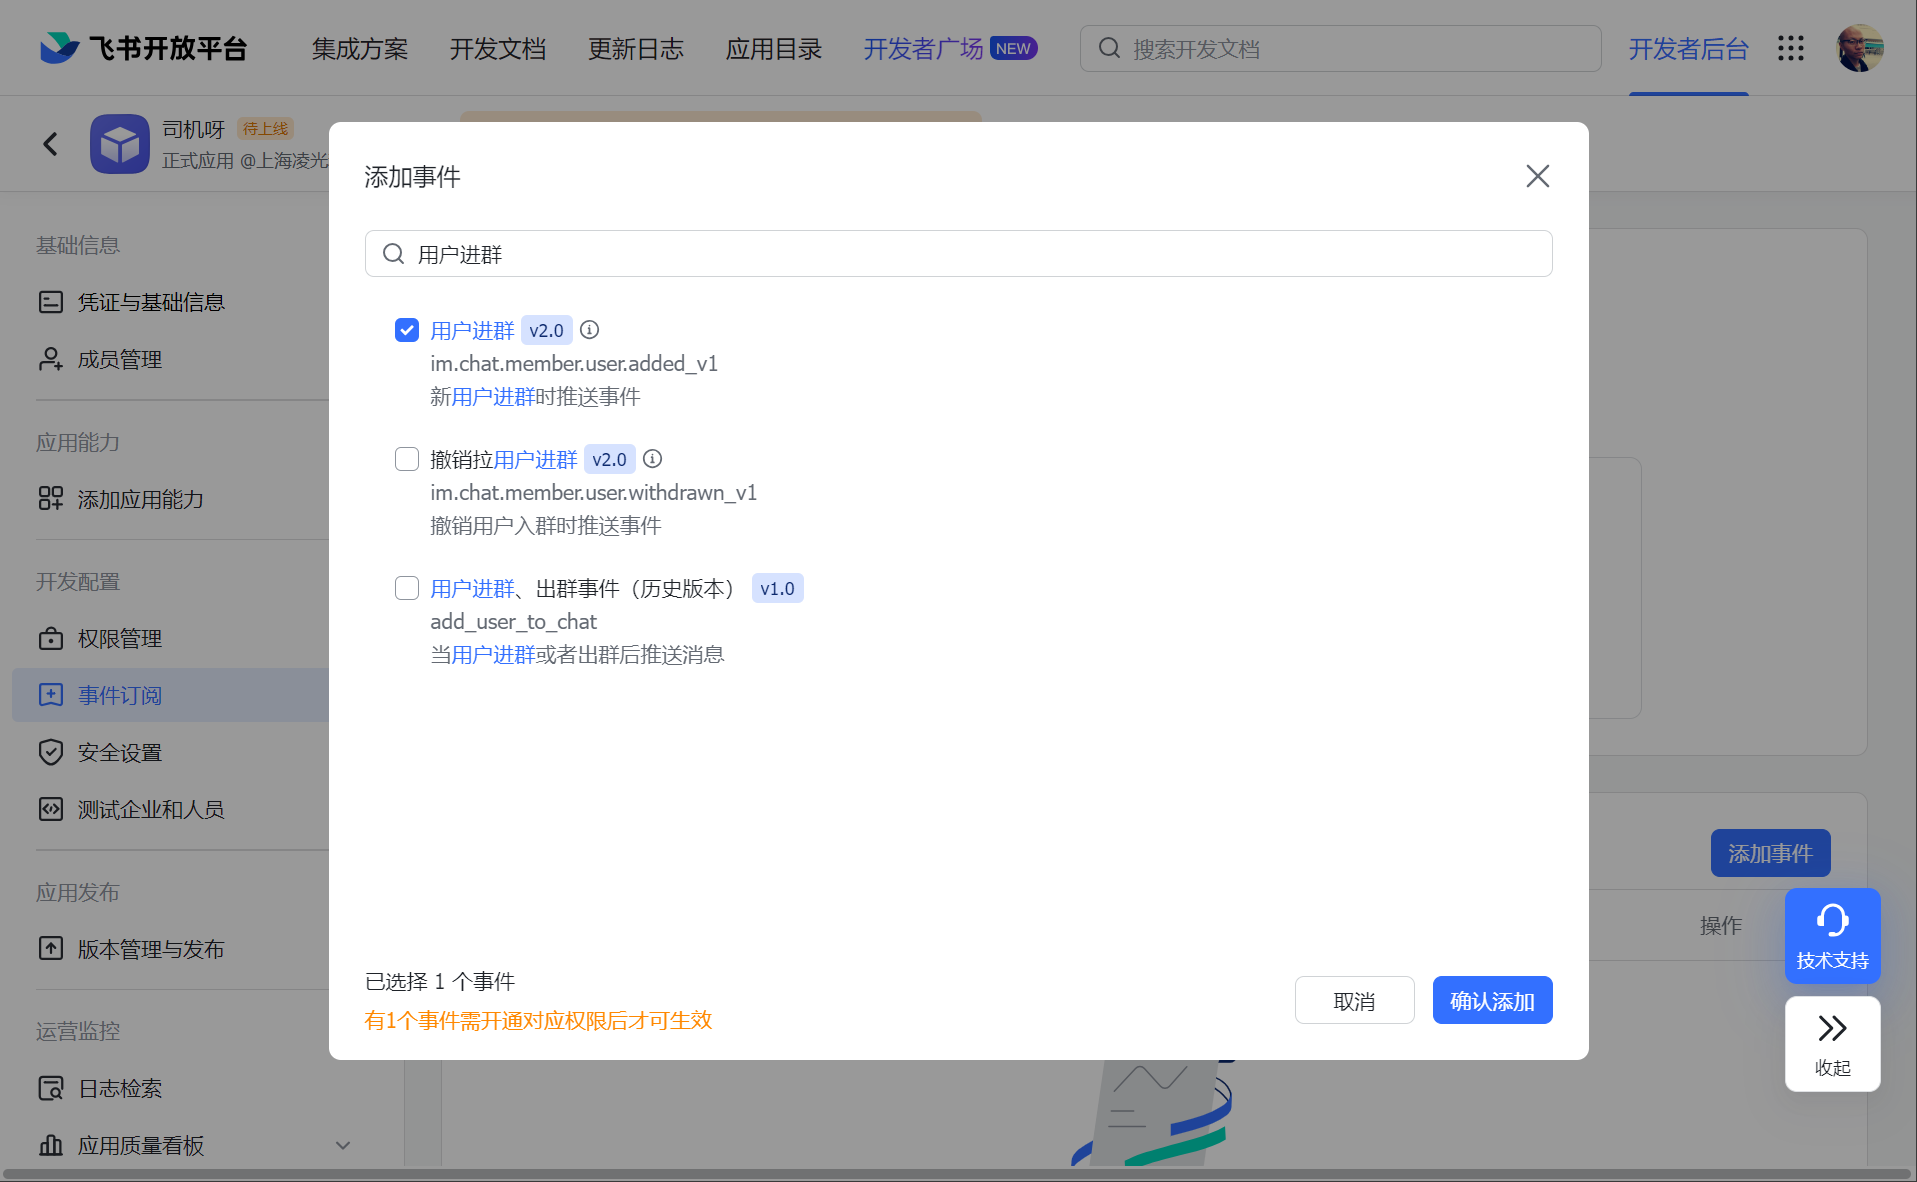 飞书开放平台
集成方案
开发文档
更新日志
应用目录
开发者广场 NEW
搜索开发文档
开发者后台
司机呀 待上线
正式应用 @上海凌光
基础信息
凭证与基础信息
成员管理
应用能力
添加应用能力
开发配置
权限管理
事件订阅
安全设置
测试企业和人员
应用发布
版本管理与发布
运营监控
日志检索
应用质量看板
添加事件
用户进群
用户进群 v2.0
im.chat.member.user.added_v1
新用户进群时推送事件
撤销拉用户进群 v2.0
im.chat.member.user.withdrawn_v1
撤销用户入群时推送事件
用户进群、出群事件（历史版本） v1.0
add_user_to_chat
当用户进群或者出群后推送消息
已选择 1 个事件
有1个事件需开通对应权限后才可生效
取消
确认添加
添加事件
操作
技术支持
收起